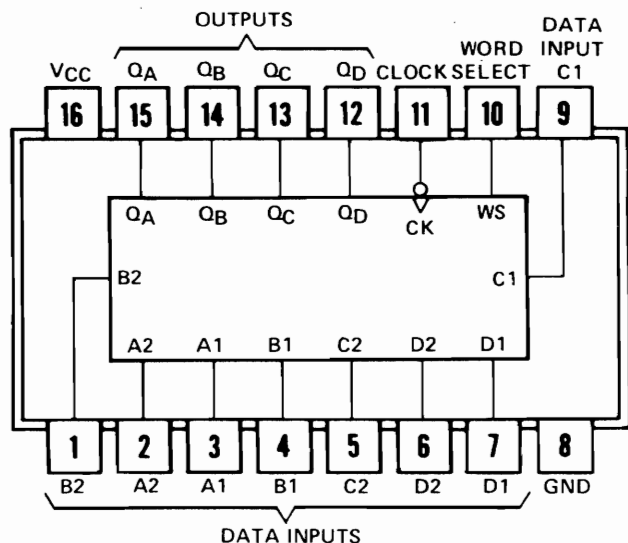 OUTPUTS
DATA INPUT
WORD SELECT
VCC QA QB QC QD CLOCK C1
16 15 14 13 12 11 10 9
QA QB QC QD CK WS
B2 C1
A2 A1 B1 C2 D2 D1
1 2 3 4 5 6 7 8
B2 A2 A1 B1 C2 D2 D1 GND
DATA INPUTS